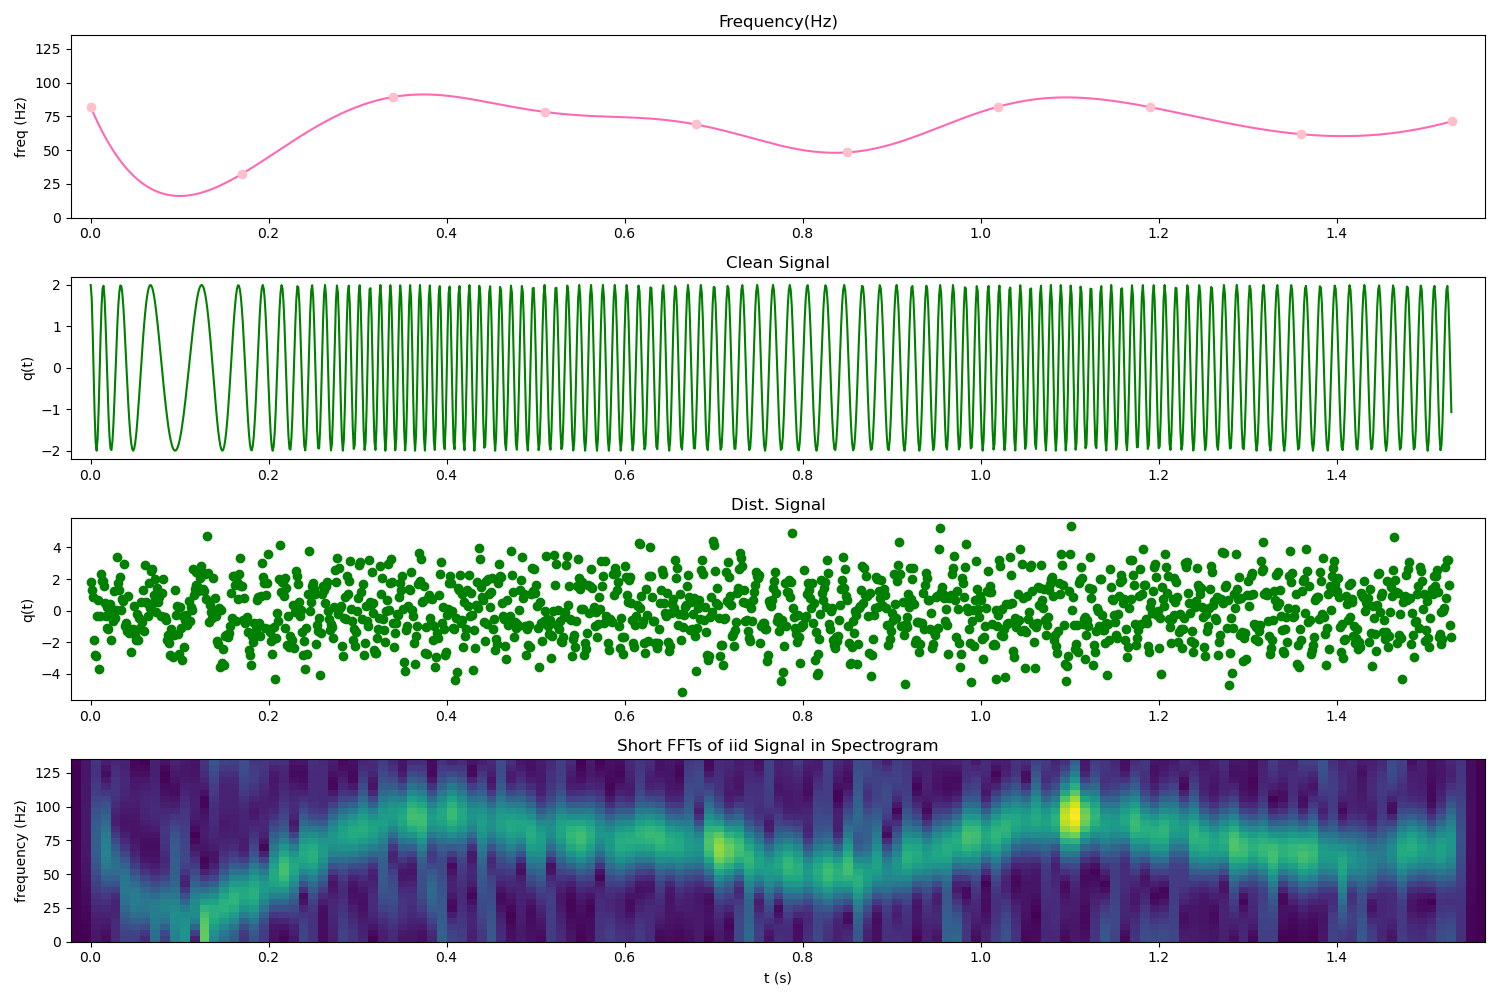 Frequency(Hz)
freq (Hz)
125
100
75
50
25
0
0.0 0.2 0.4 0.6 0.8 1.0 1.2 1.4
Clean Signal
q(t)
2
1
0
−1
−2
0.0 0.2 0.4 0.6 0.8 1.0 1.2 1.4
Dist. Signal
q(t)
4
2
0
−2
−4
0.0 0.2 0.4 0.6 0.8 1.0 1.2 1.4
Short FFTs of iid Signal in Spectrogram
frequency (Hz)
125
100
75
50
25
0
0.0 0.2 0.4 0.6 0.8 1.0 1.2 1.4
t (s)